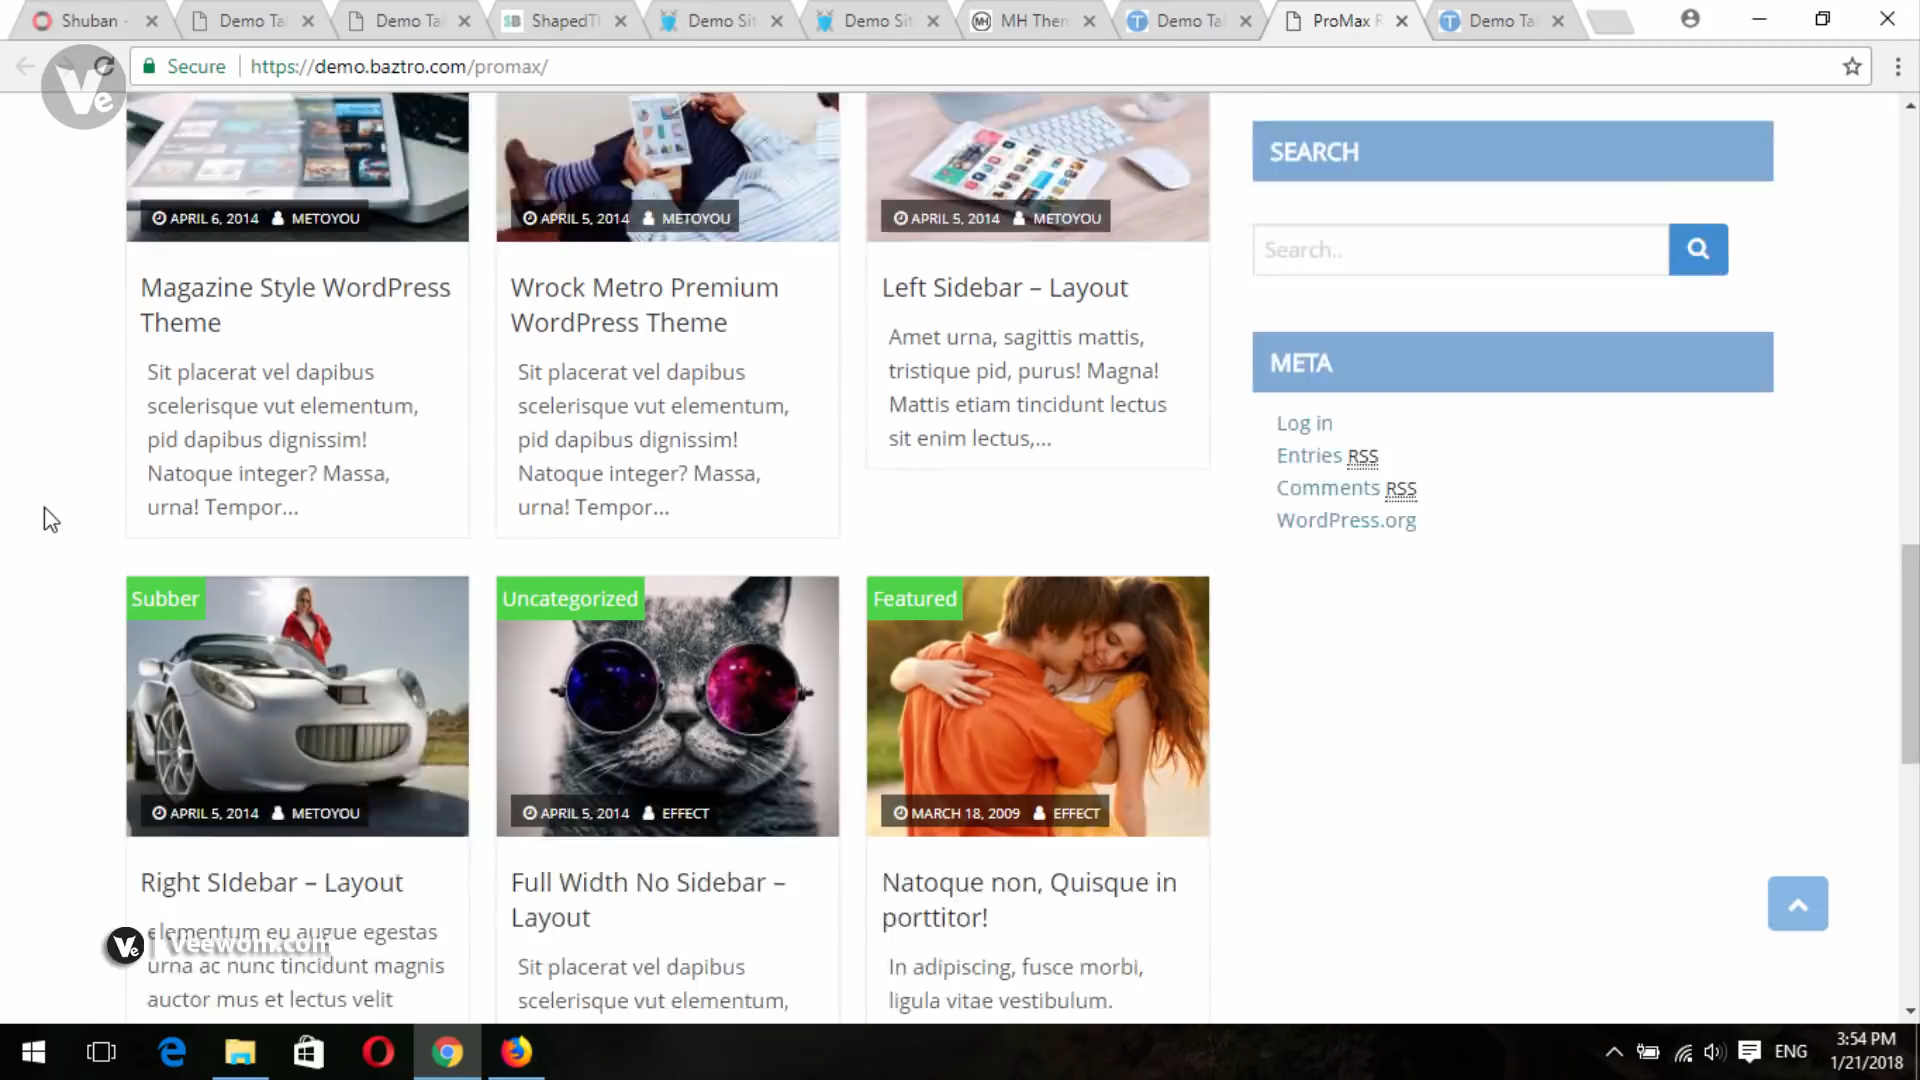 Shuban -
Demo Ta
Demo Ta
SB ShapedTl
Demo Sit
Demo Sit
MH Then
T Demo Ta
ProMax R
T Demo Ta
Secure
https://demo.baztro.com/promax/
Ve
APRIL 6, 2014 METOYOU
APRIL 5, 2014 METOYOU
APRIL 5, 2014 METOYOU
Magazine Style WordPress
Theme
Sit placerat vel dapibus
scelerisque vut elementum,
pid dapibus dignissim!
Natoque integer? Massa,
urna! Tempor...
Wrock Metro Premium
WordPress Theme
Sit placerat vel dapibus
scelerisque vut elementum,
pid dapibus dignissim!
Natoque integer? Massa,
urna! Tempor...
Left Sidebar – Layout
Amet urna, sagittis mattis,
tristique pid, purus! Magna!
Mattis etiam tincidunt lectus
sit enim lectus,...
SEARCH
Search..
META
Log in
Entries RSS
Comments RSS
WordPress.org
Subber
APRIL 5, 2014 METOYOU
Right SIdebar – Layout
elementum eu augue egestas
urna ac nunc tincidunt magnis
auctor mus et lectus velit
Uncategorized
APRIL 5, 2014 EFFECT
Full Width No Sidebar –
Layout
Sit placerat vel dapibus
scelerisque vut elementum,
Featured
MARCH 18, 2009 EFFECT
Natoque non, Quisque in
porttitor!
In adipiscing, fusce morbi,
ligula vitae vestibulum.
Ve Veewom.com
ENG
3:54 PM
1/21/2018